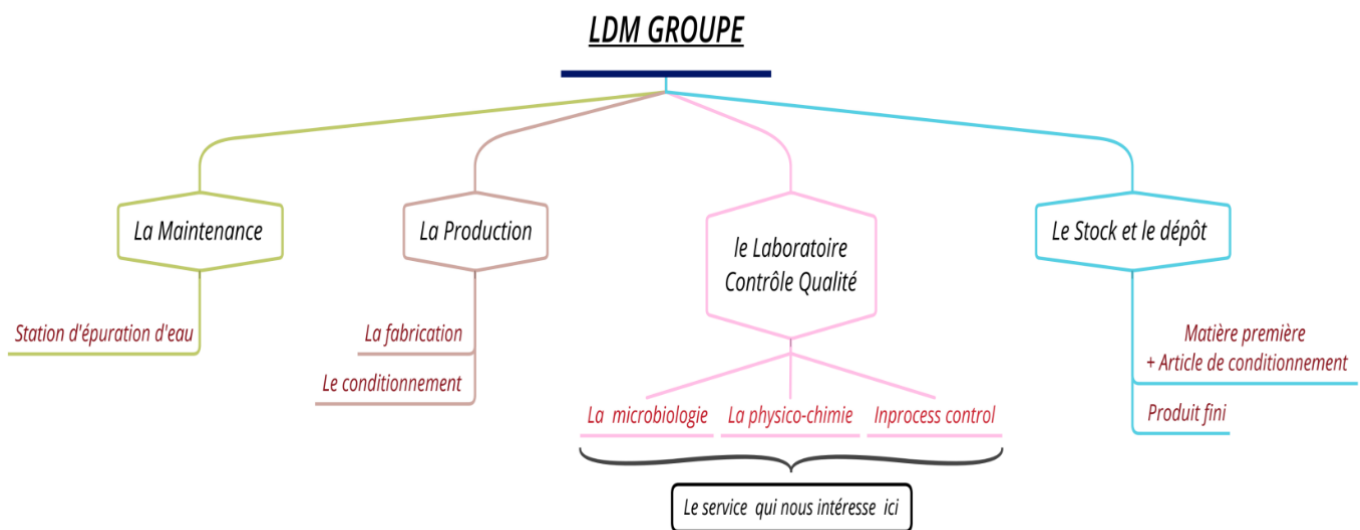 LDM GROUPE
La Maintenance
La Production
le Laboratoire
Contrôle Qualité
Le Stock et le dépôt
Station d'épuration d'eau
La fabrication
Le conditionnement
La microbiologie
La physico-chimie
Inprocess control
Matière première
+ Article de conditionnement
Produit fini
Le service qui nous intéresse ici